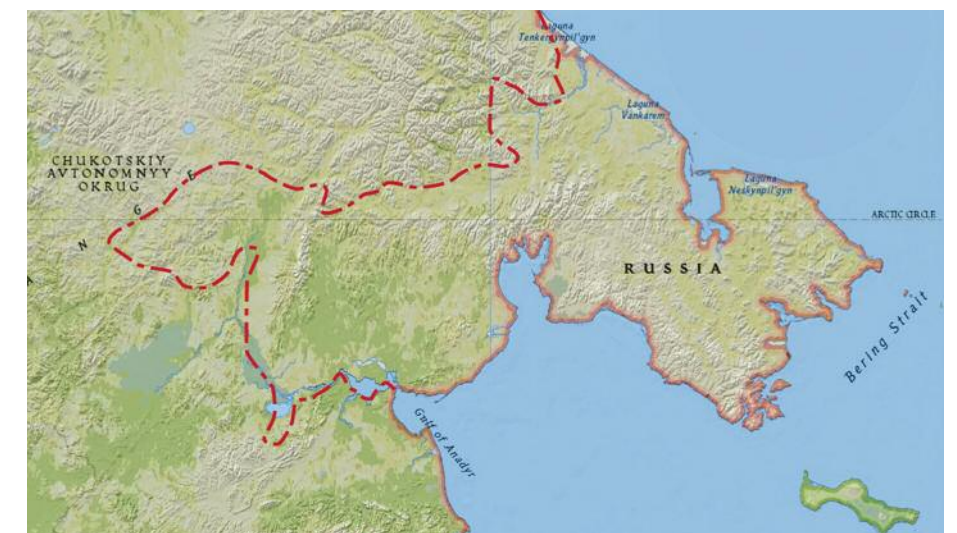 Laguna
Tenkergynpil'gyn
Laguna
Vankarem
CHUKOTSKIY
AVTONOMNYY
OKRUG
E
G
N
Laguna
Neskynpil'gyn
ARCTIC CIRCLE
RUSSIA
Bering Strait
Gulf of Anadyr